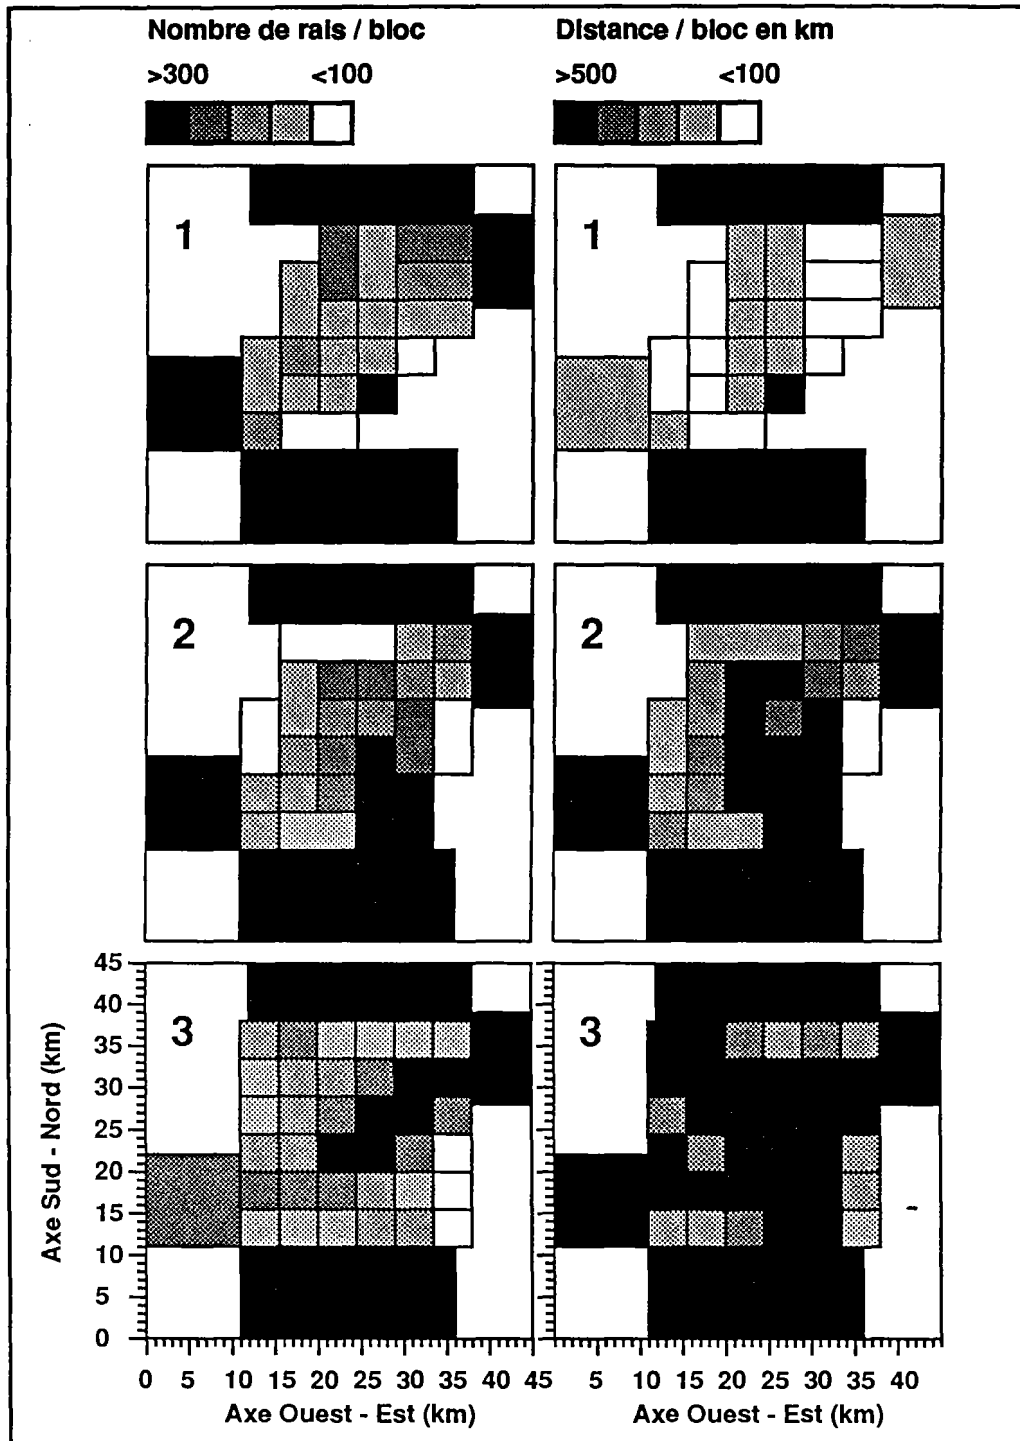 Nombre de rais / bloc Distance / bloc en km
>300 <100 >500 <100
1 1
2 2
3 3
45
40
35
30
25
20
15
10
5
0
Axe Sud - Nord (km)
0 5 10 15 20 25 30 35 40 45 5 10 15 20 25 30 35 40
Axe Ouest - Est (km) Axe Ouest - Est (km)